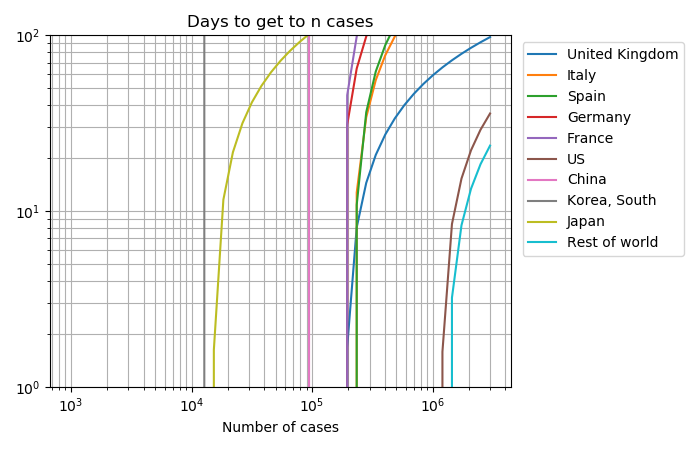 Days to get to n cases
10²
10¹
10⁰
10³
10⁴
10⁵
10⁶
Number of cases
United Kingdom
Italy
Spain
Germany
France
US
China
Korea, South
Japan
Rest of world